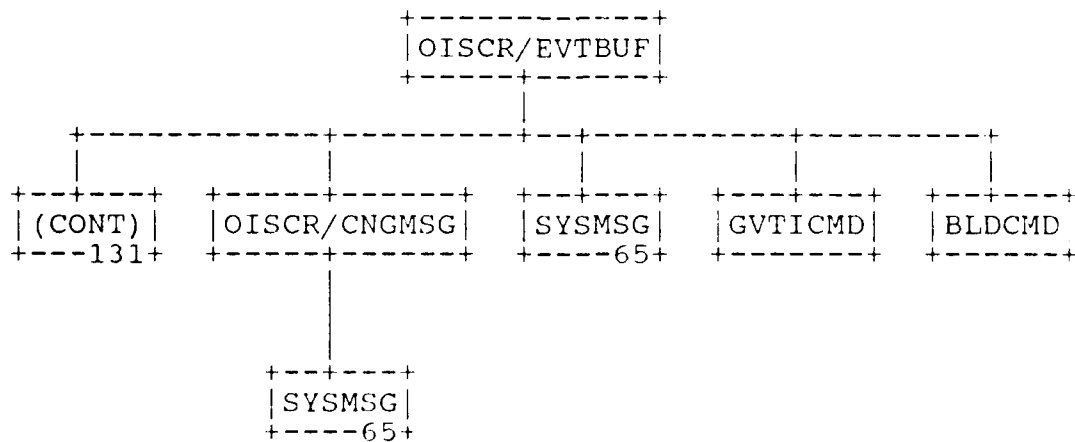 OISCR/EVTBUF
(CONT) OISCR/CNGMSG SYSMSG GVTICMD BLDCMD
131 65
SYSMSG
65